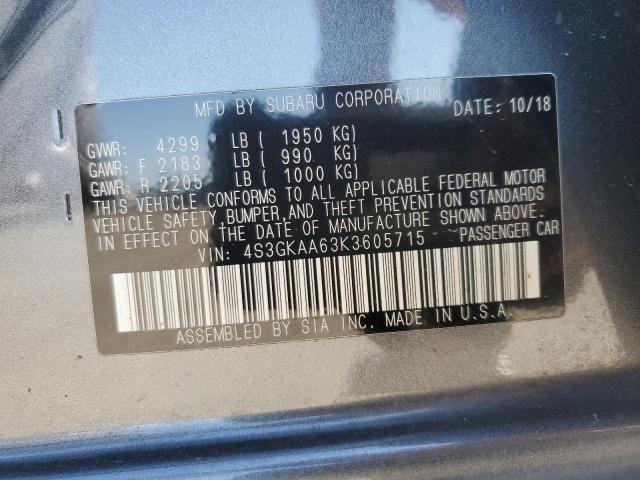 MFD BY SUBARU CORPORATION DATE: 10/18
GVWR: 4299 LB ( 1950 KG)
GAWR: F 2183 LB ( 990 KG)
GAWR: R 2205 LB ( 1000 KG)
THIS VEHICLE CONFORMS TO ALL APPLICABLE FEDERAL MOTOR
VEHICLE SAFETY, BUMPER, AND THEFT PREVENTION STANDARDS
IN EFFECT ON THE DATE OF MANUFACTURE SHOWN ABOVE.
VIN: 4S3GKAA63K3605715 PASSENGER CAR
ASSEMBLED BY SIA INC. MADE IN U.S.A.